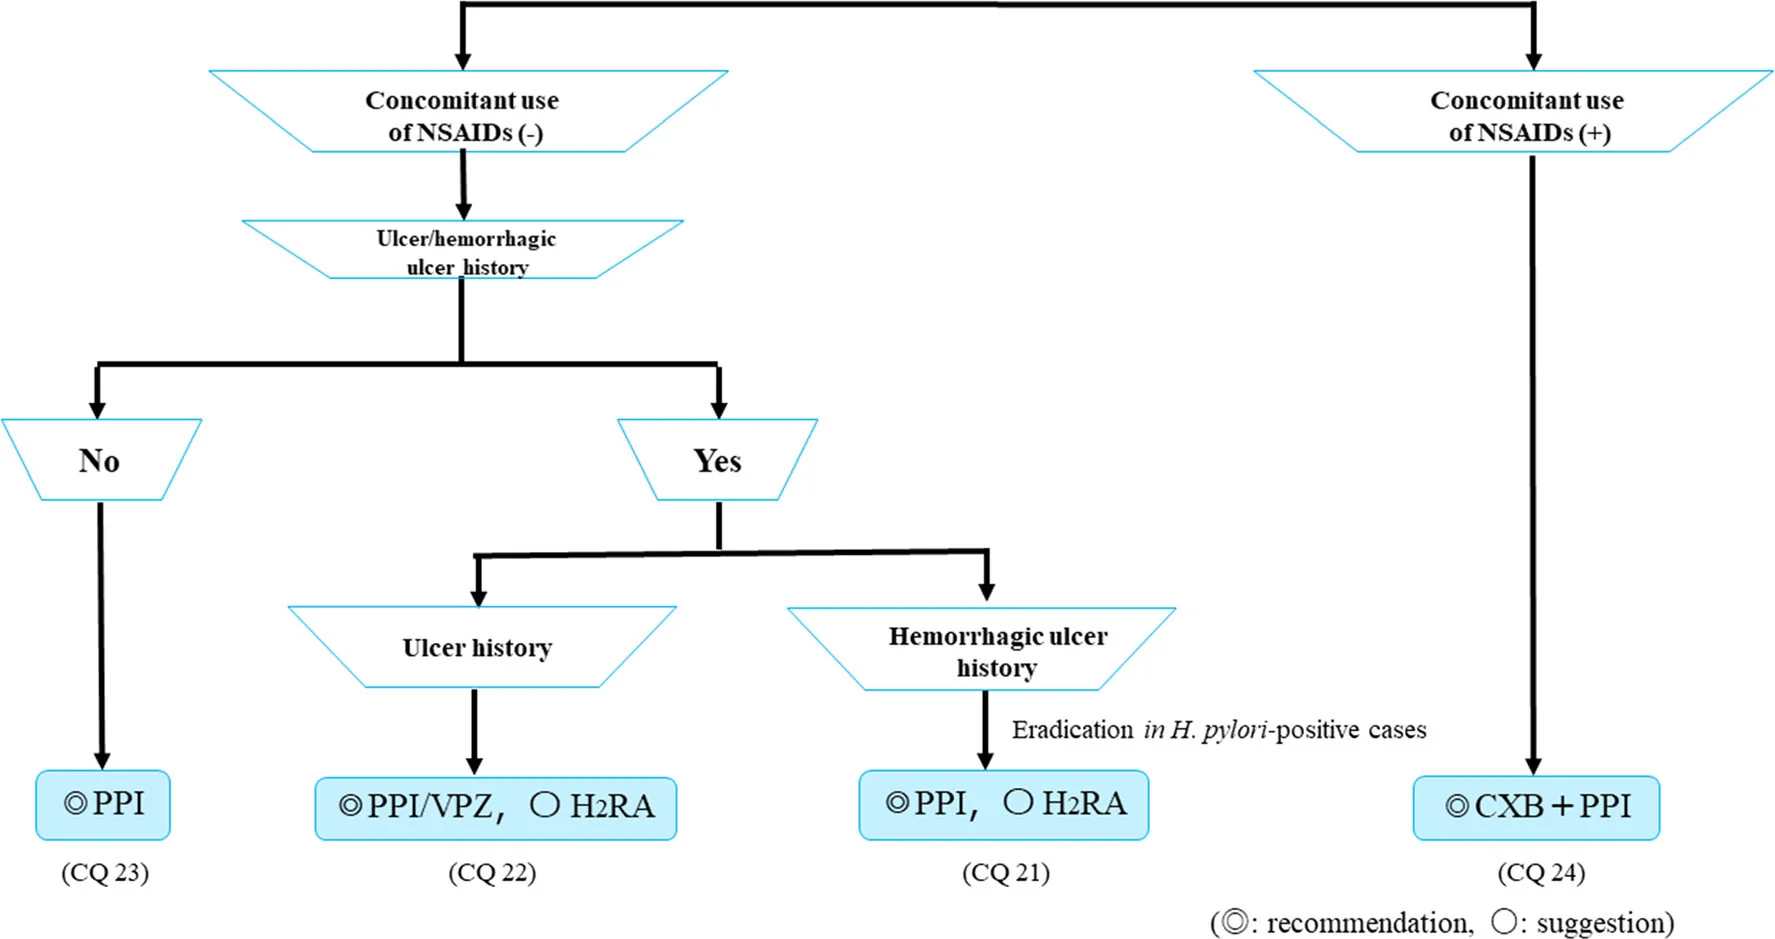 Concomitant use
of NSAIDs (-)
Concomitant use
of NSAIDs (+)
Ulcer/hemorrhagic
ulcer history
No
Yes
Ulcer history
Hemorrhagic ulcer
history
Eradication in H. pylori-positive cases
◎PPI
◎PPI/VPZ, ○ H2RA
◎PPI, ○ H2RA
◎CXB+PPI
(CQ 23)
(CQ 22)
(CQ 21)
(CQ 24)
(◎: recommendation, ○: suggestion)